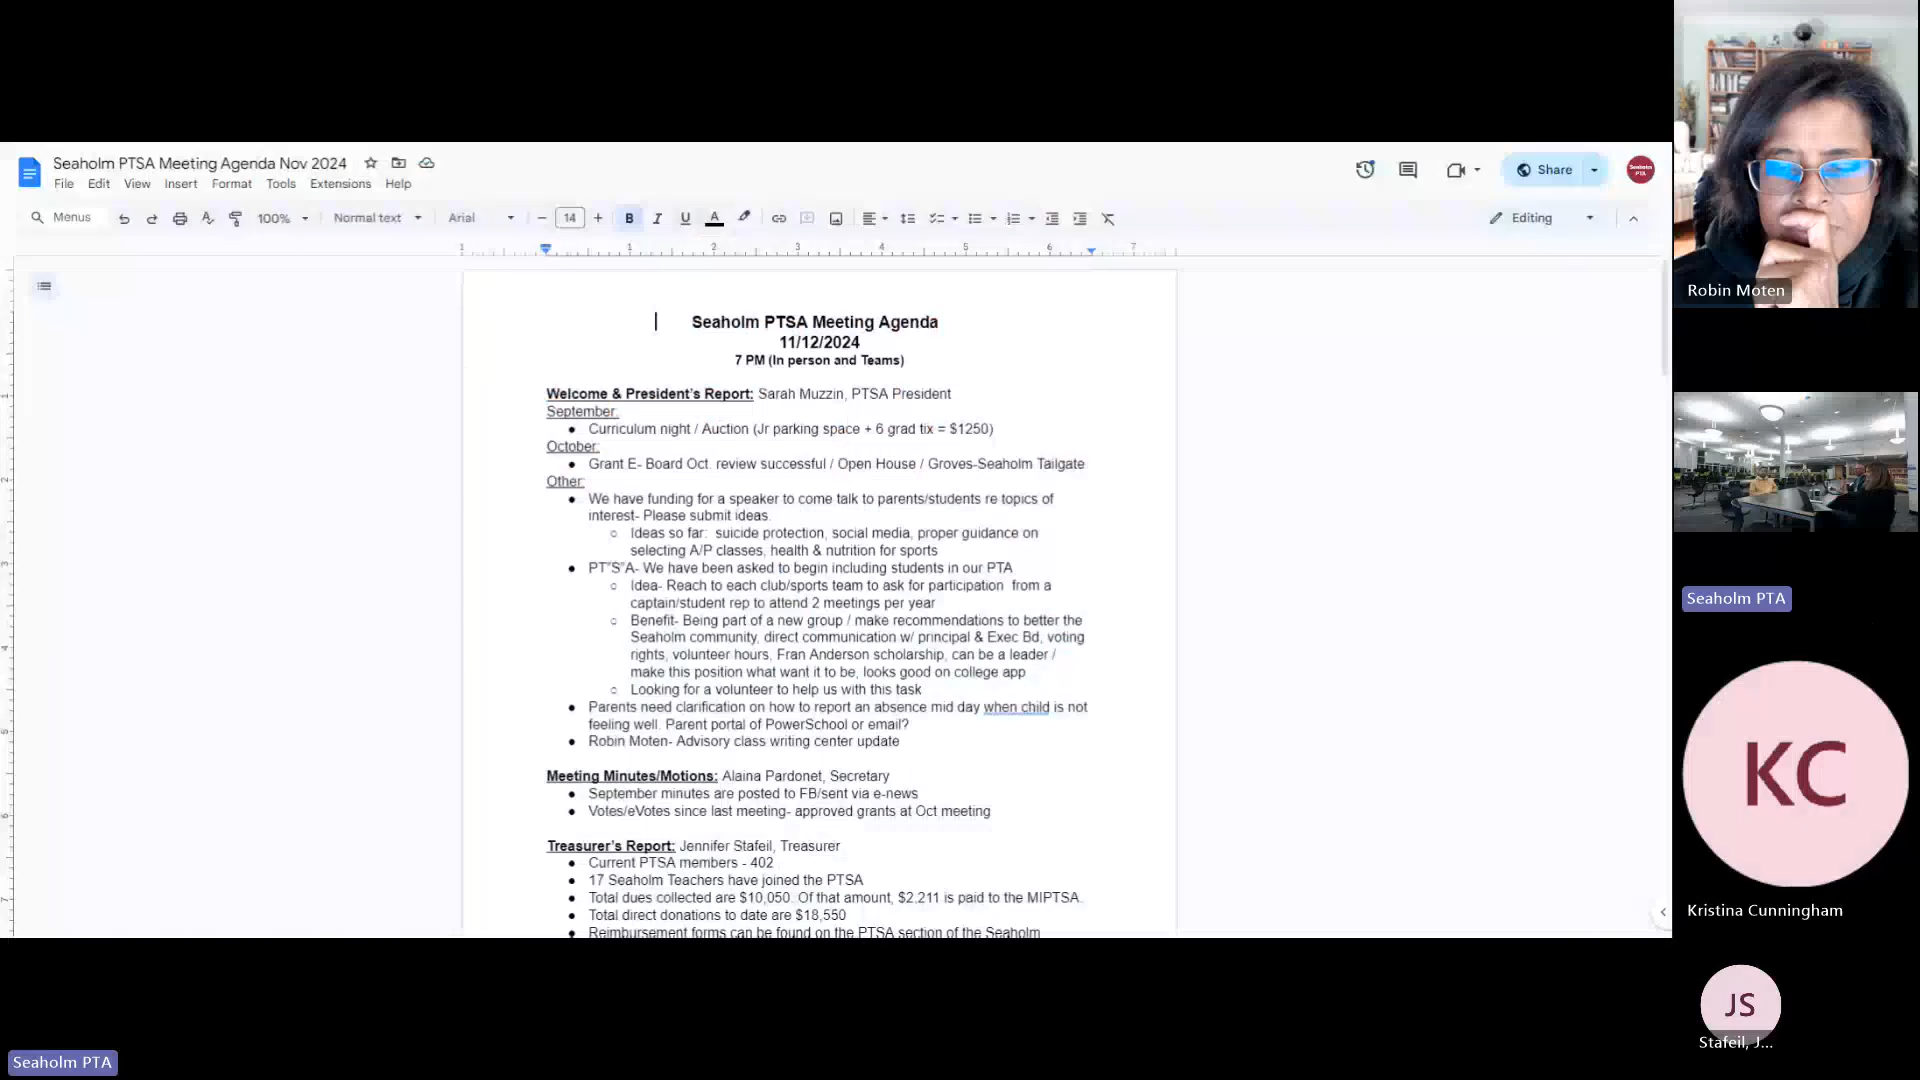 Seaholm PTSA Meeting Agenda Nov 2024
File Edit View Insert Format Tools Extensions Help
Share
Seaholm PTA
Menus 100% Normal text Arial 14 B I U A Editing
1 1 2 3 4 5 6 7
Seaholm PTSA Meeting Agenda
11/12/2024
7 PM (In person and Teams)
Welcome & President's Report: Sarah Muzzin, PTSA President
September:
● Curriculum night / Auction (Jr parking space + 6 grad tix = $1250)
October:
● Grant E- Board Oct. review successful / Open House / Groves-Seaholm Tailgate
Other:
● We have funding for a speaker to come talk to parents/students re topics of
interest- Please submit ideas.
○ Ideas so far: suicide protection, social media, proper guidance on
selecting A/P classes, health & nutrition for sports
● PT"S"A- We have been asked to begin including students in our PTA
○ Idea- Reach to each club/sports team to ask for participation from a
captain/student rep to attend 2 meetings per year
○ Benefit- Being part of a new group / make recommendations to better the
Seaholm community, direct communication w/ principal & Exec Bd, voting
rights, volunteer hours, Fran Anderson scholarship, can be a leader /
make this position what want it to be, looks good on college app
○ Looking for a volunteer to help us with this task
● Parents need clarification on how to report an absence mid day when child is not
feeling well. Parent portal of PowerSchool or email?
● Robin Moten- Advisory class writing center update
Meeting Minutes/Motions: Alaina Pardonet, Secretary
● September minutes are posted to FB/sent via e-news
● Votes/eVotes since last meeting- approved grants at Oct meeting
Treasurer's Report: Jennifer Stafeil, Treasurer
● Current PTSA members - 402
● 17 Seaholm Teachers have joined the PTSA
● Total dues collected are $10,050. Of that amount, $2,211 is paid to the MIPTSA.
● Total direct donations to date are $18,550
● Reimbursement forms can be found on the PTSA section of the Seaholm
Robin Moten
Seaholm PTA
KC
Kristina Cunningham
JS
Stafeil, J...
Seaholm PTA